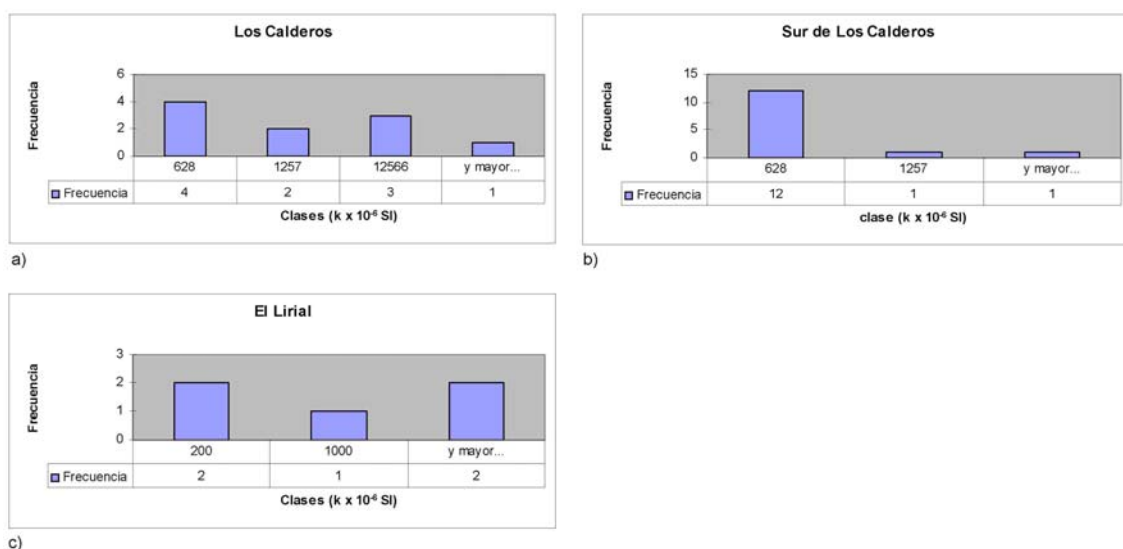 Los Calderos
Frecuencia
6
4
2
0
628 1257 12566 y mayor...
Frecuencia 4 2 3 1
Clases (k x 10⁻⁶ SI)
a)
Sur de Los Calderos
Frecuencia
15
10
5
0
628 1257 y mayor...
Frecuencia 12 1 1
clase (k x 10⁻⁶ SI)
b)
El Lirial
Frecuencia
3
2
1
0
200 1000 y mayor...
Frecuencia 2 1 2
Clases (k x 10⁻⁶ SI)
c)